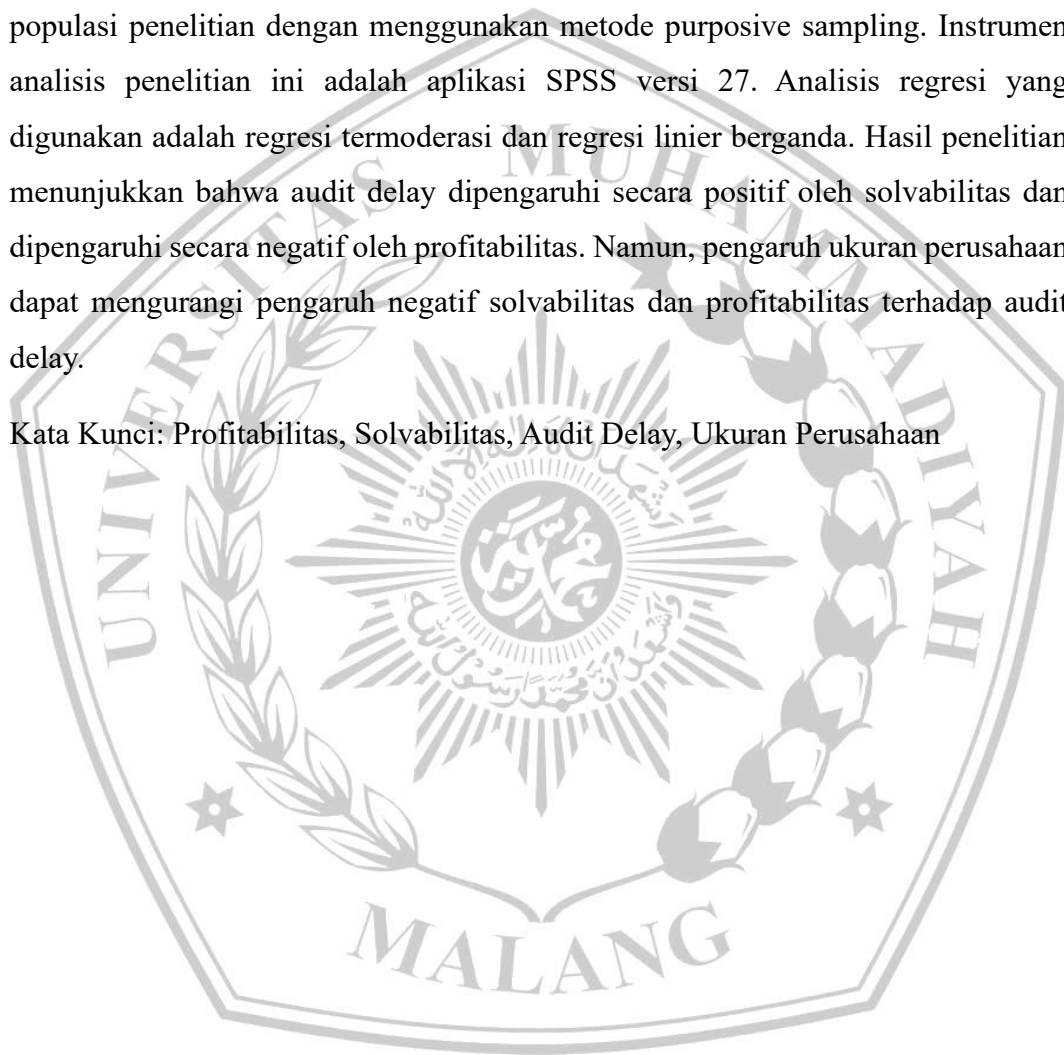 populasi penelitian dengan menggunakan metode purposive sampling. Instrumen
analisis penelitian ini adalah aplikasi SPSS versi 27. Analisis regresi yang
digunakan adalah regresi termoderasi dan regresi linier berganda. Hasil penelitian
menunjukkan bahwa audit delay dipengaruhi secara positif oleh solvabilitas dan
dipengaruhi secara negatif oleh profitabilitas. Namun, pengaruh ukuran perusahaan
dapat mengurangi pengaruh negatif solvabilitas dan profitabilitas terhadap audit
delay.
Kata Kunci: Profitabilitas, Solvabilitas, Audit Delay, Ukuran Perusahaan
UNIVERSITAS MUHAMMADIYAH
MALANG